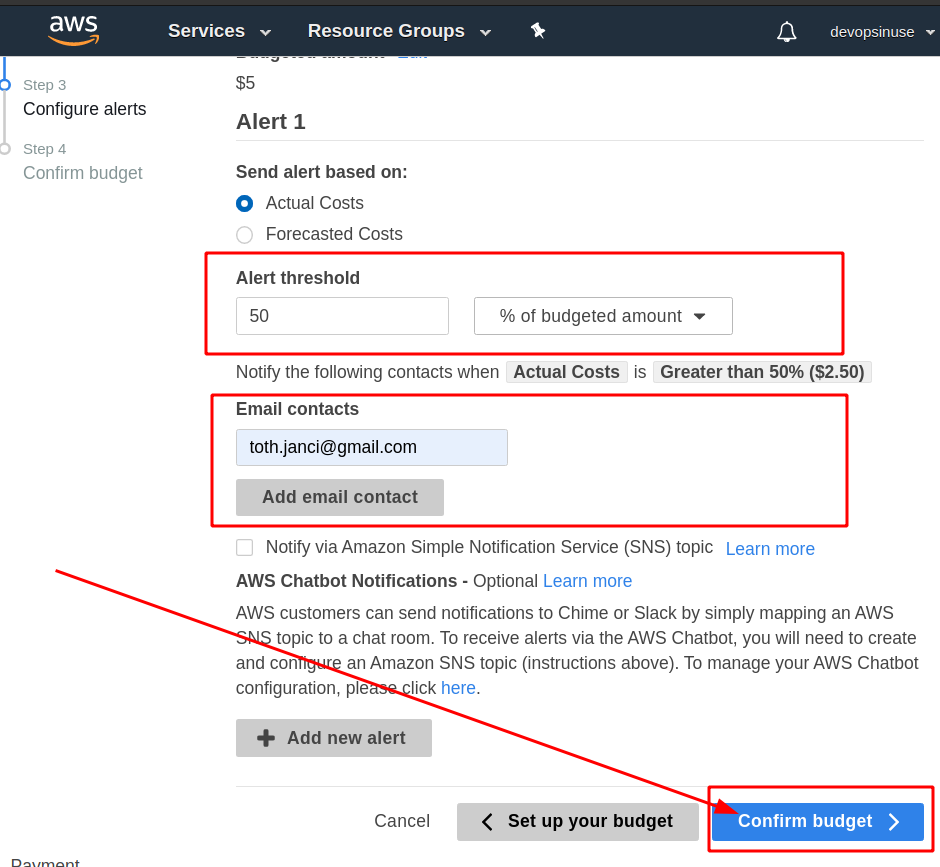 aws Services Resource Groups devopsinuse
Step 3
Configure alerts
Step 4
Confirm budget
$5
Alert 1
Send alert based on:
Actual Costs
Forecasted Costs
Alert threshold
50 % of budgeted amount
Notify the following contacts when Actual Costs is Greater than 50% ($2.50)
Email contacts
toth.janci@gmail.com
Add email contact
Notify via Amazon Simple Notification Service (SNS) topic Learn more
AWS Chatbot Notifications - Optional Learn more
AWS customers can send notifications to Chime or Slack by simply mapping an AWS
SNS topic to a chat room. To receive alerts via the AWS Chatbot, you will need to create
and configure an Amazon SNS topic (instructions above). To manage your AWS Chatbot
configuration, please click here.
Add new alert
Cancel Set up your budget Confirm budget
Payment